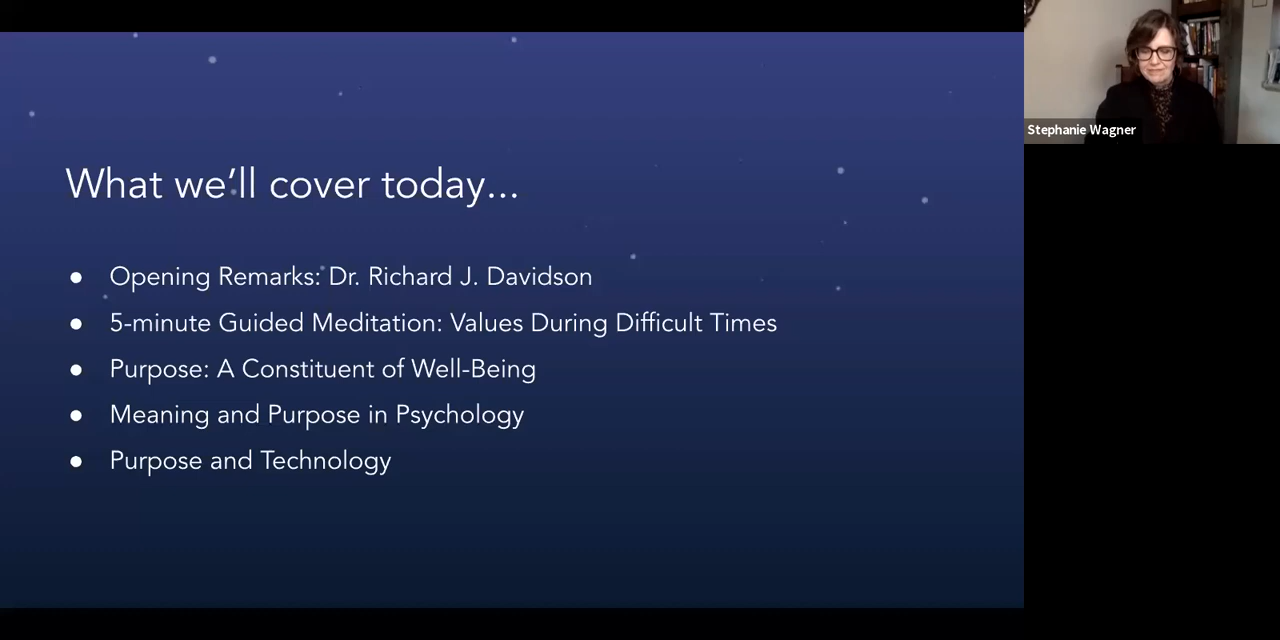 What we’ll cover today...
● Opening Remarks: Dr. Richard J. Davidson
● 5-minute Guided Meditation: Values During Difficult Times
● Purpose: A Constituent of Well-Being
● Meaning and Purpose in Psychology
● Purpose and Technology
Stephanie Wagner